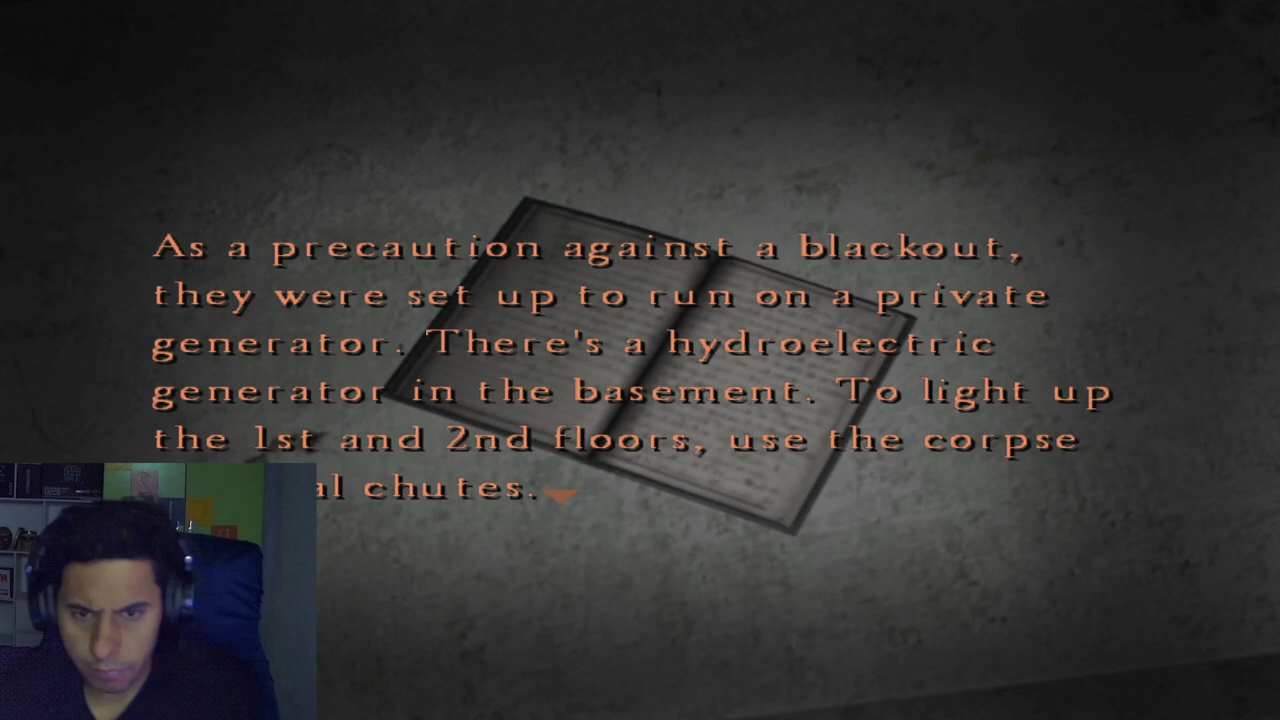 As a precaution against a blackout,
they were set up to run on a private
generator. There's a hydroelectric
generator in the basement. To light up
the 1st and 2nd floors, use the corpse
al chutes.